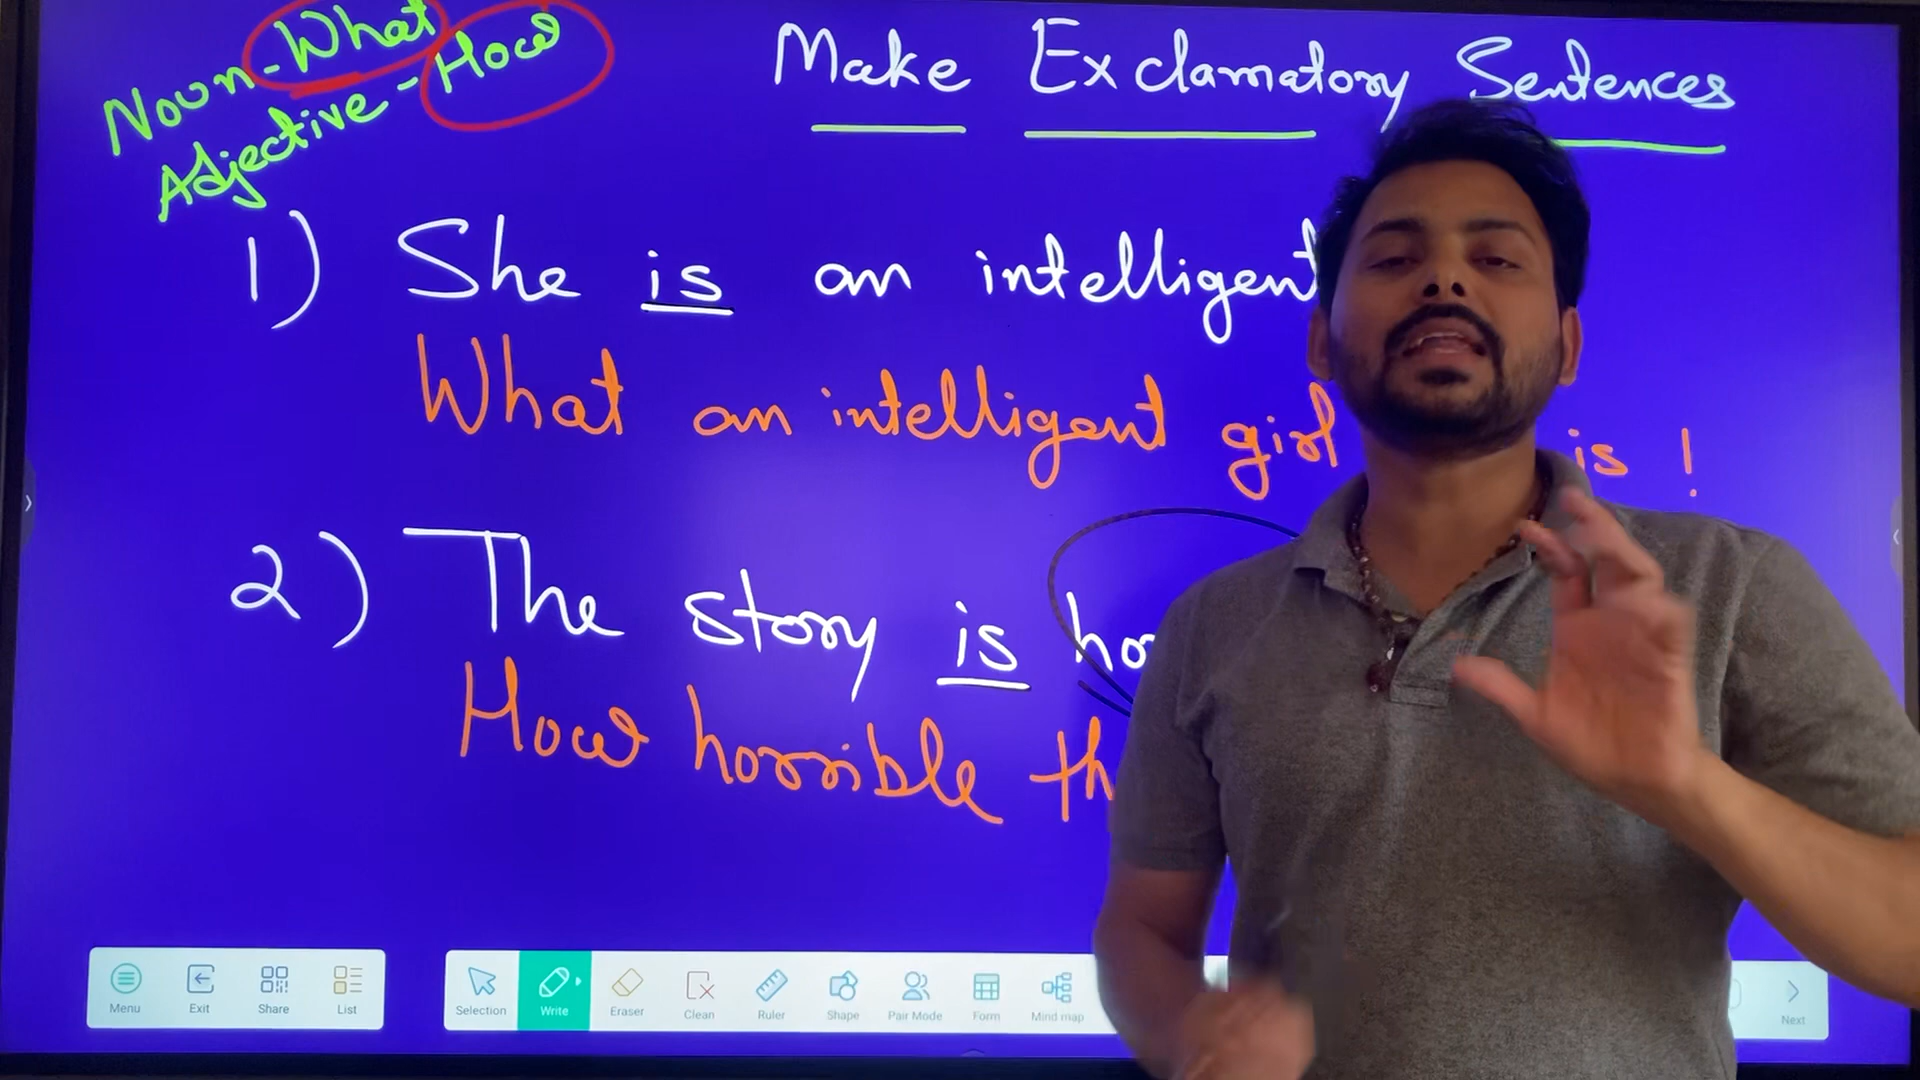 Noun - What
Adjective - How
Make Exclamatory Sentences
1) She is an intelligent
What an intelligent girl is !
2) The story is
How horrible
Menu Exit Share List
Selection Write Eraser Clean Ruler Shape Pair Mode Form Mind map Next